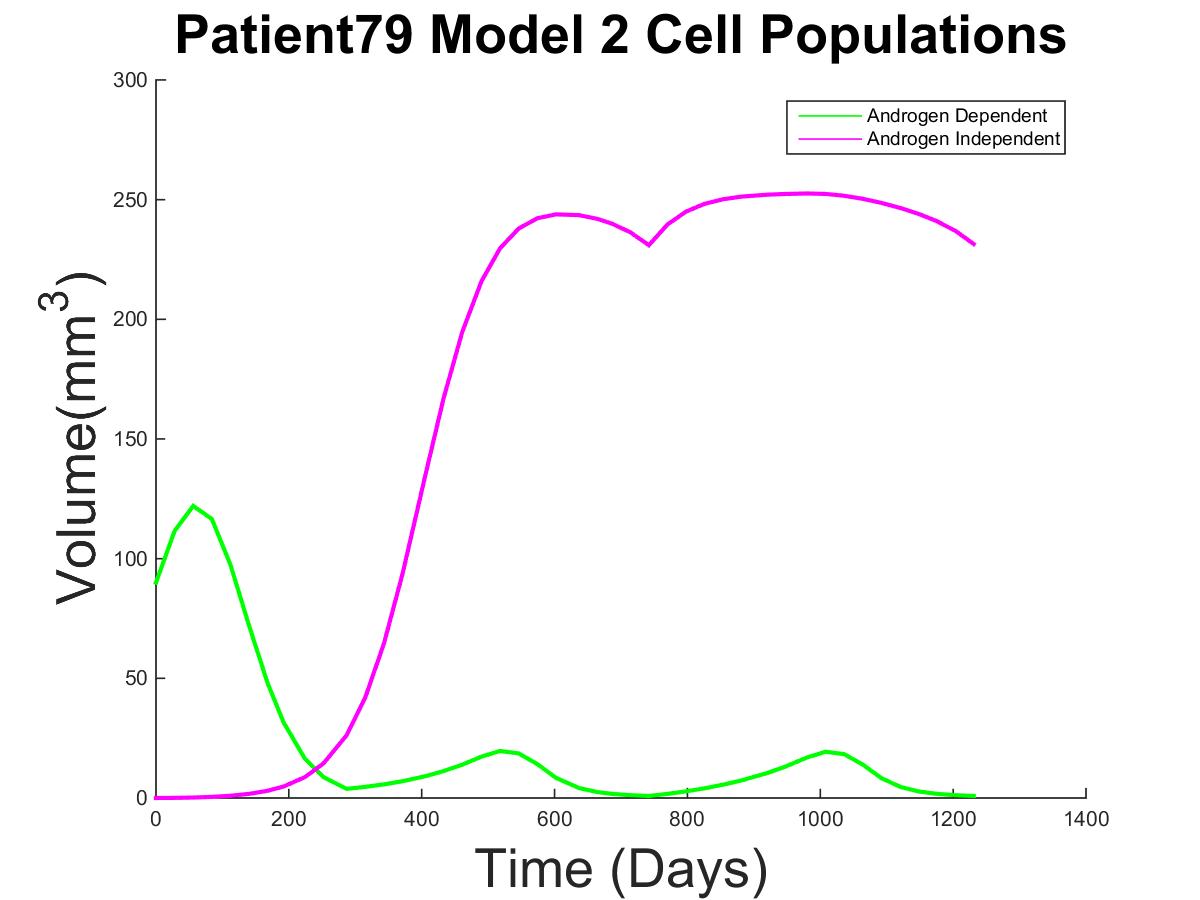 Patient79 Model 2 Cell Populations
Androgen Dependent
Androgen Independent
Volume(mm³)
300
250
200
150
100
50
0
0 200 400 600 800 1000 1200 1400
Time (Days)